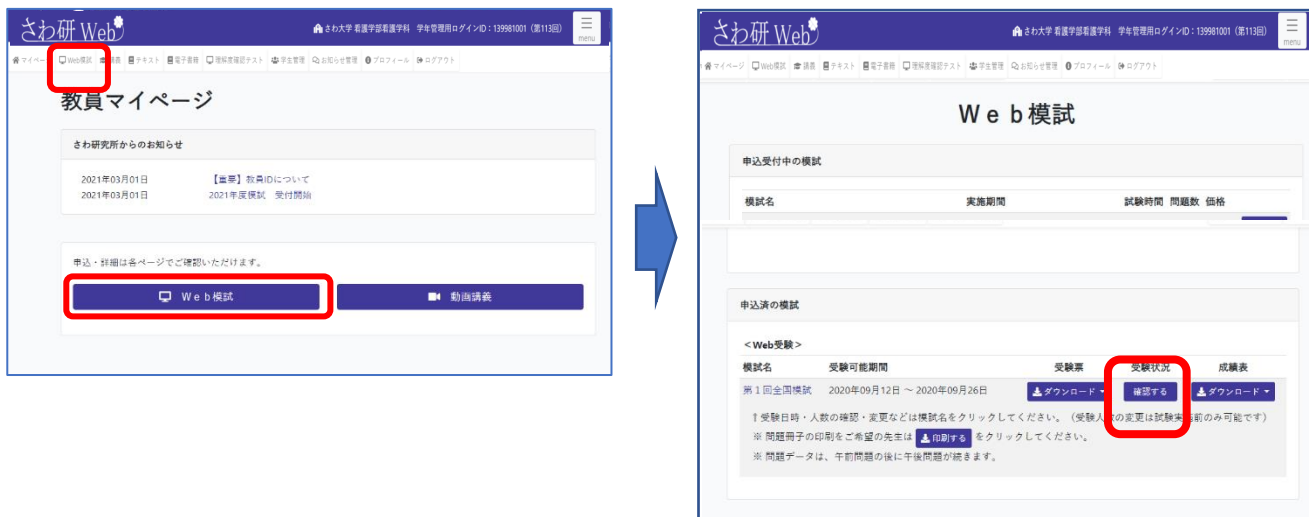 さわ研 Web
さわ大学 看護学部看護学科 学年管理用ログインID：139981001（第113回）
menu
マイページ Web模試 講義 テキスト 電子書籍 理解度確認テスト 学生管理 お知らせ管理 プロフィール ログアウト
教員マイページ
さわ研究所からのお知らせ
2021年03月01日 【重要】教員IDについて
2021年03月01日 2021年度模試 受付開始
申込・詳細は各ページでご確認いただけます。
Ｗｅｂ模試 動画講義
さわ研 Web
さわ大学 看護学部看護学科 学年管理用ログインID：139981001（第113回）
menu
マイページ Web模試 講義 テキスト 電子書籍 理解度確認テスト 学生管理 お知らせ管理 プロフィール ログアウト
Ｗｅｂ模試
申込受付中の模試
模試名 実施期間 試験時間 問題数 価格
申込済の模試
＜Web受験＞
模試名 受験可能期間 受験票 受験状況 成績表
第１回全国模試 2020年09月12日 ～ 2020年09月26日 ダウンロード 確認する ダウンロード
↑受験日時・人数の確認・変更などは模試名をクリックしてください。（受験人数の変更は試験実施前のみ可能です）
※ 問題冊子の印刷をご希望の先生は 印刷する をクリックしてください。
※ 問題データは、午前問題の後に午後問題が続きます。